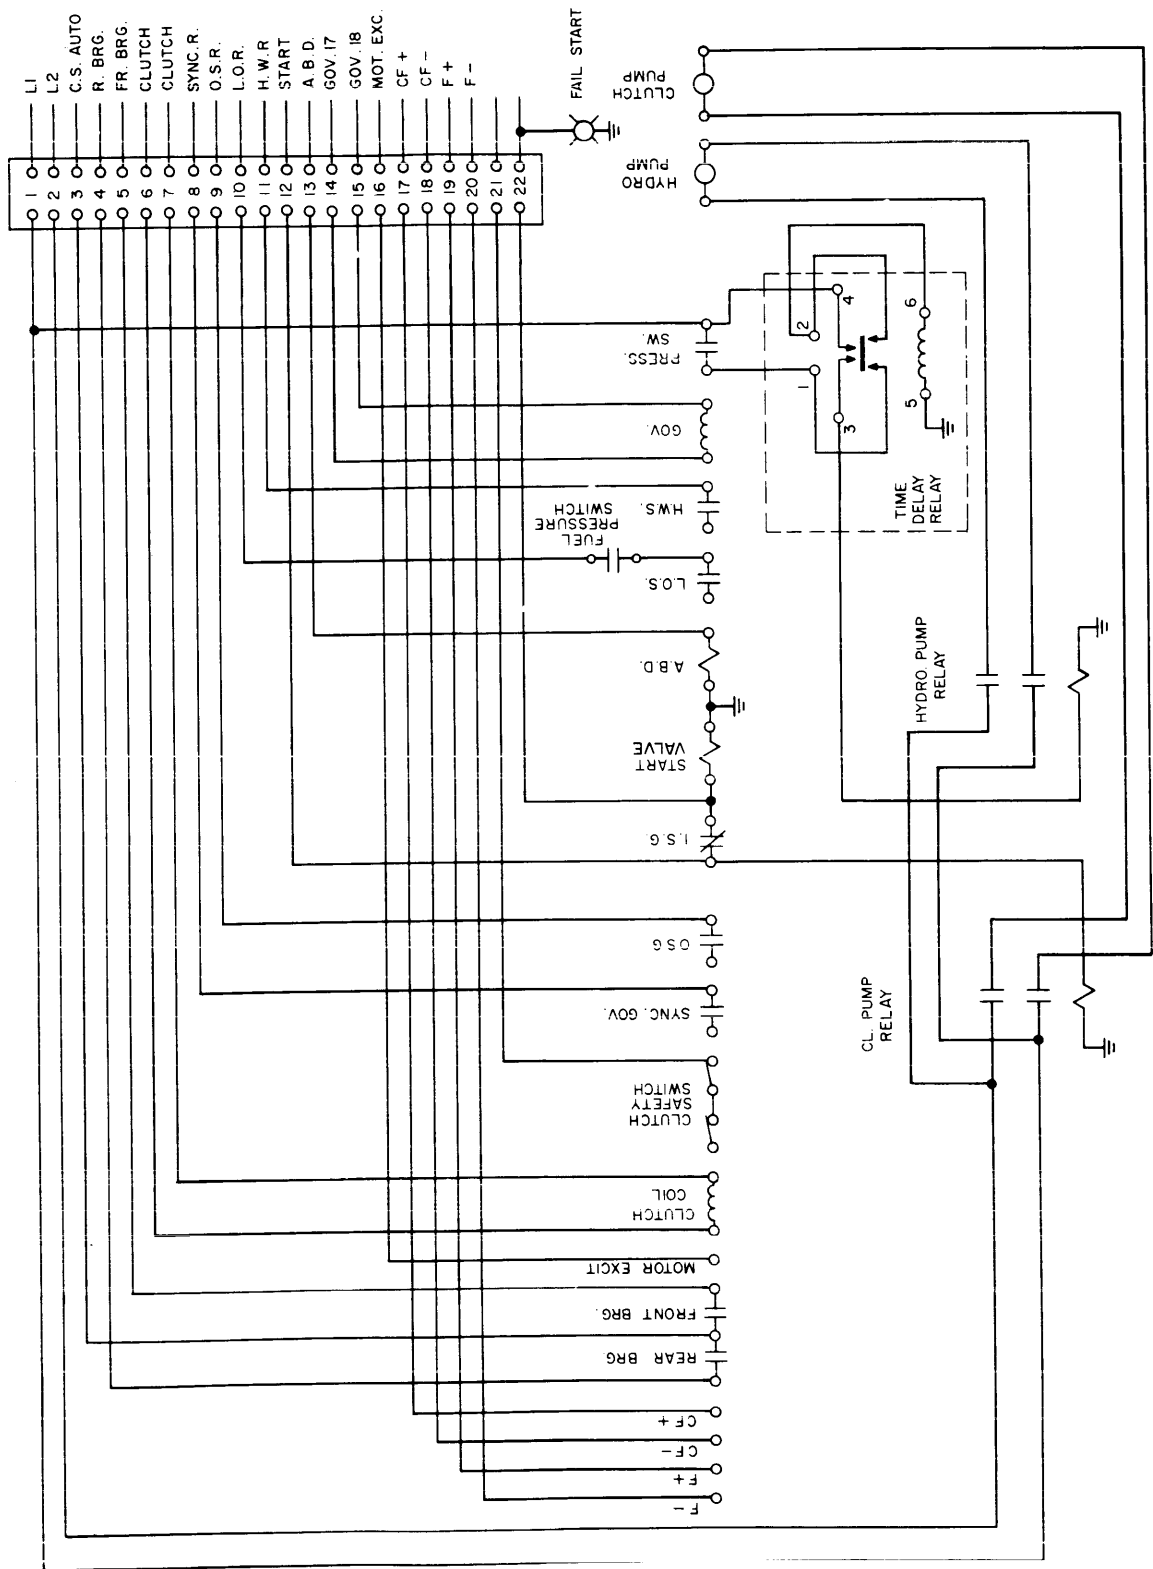 L1
L2
C.S. AUTO
R. BRG.
FR. BRG.
CLUTCH
CLUTCH
SYNC.R.
O.S.R.
L.O.R.
H.W.R
START
A.B.D.
GOV. 17
GOV. 18
MOT. EXC.
CF +
CF -
F +
F -
1
2
3
4
5
6
7
8
9
10
11
12
13
14
15
16
17
18
19
20
21
22
FAIL START
CLUTCH
PUMP
HYDRO
PUMP
PRESS.
SW.
GOV.
H.W.S.
FUEL
PRESSURE
SWITCH
L.O.S.
A.B.D.
START
VALVE
I.S.G.
O S G
SYNC. GOV.
CLUTCH
SAFETY
SWITCH
CLUTCH
COIL
MOTOR EXCIT
FRONT BRG.
REAR BRG
CF +
CF -
F +
F -
1
2
3
4
5
6
TIME
DELAY
RELAY
HYDRO. PUMP
RELAY
CL. PUMP
RELAY